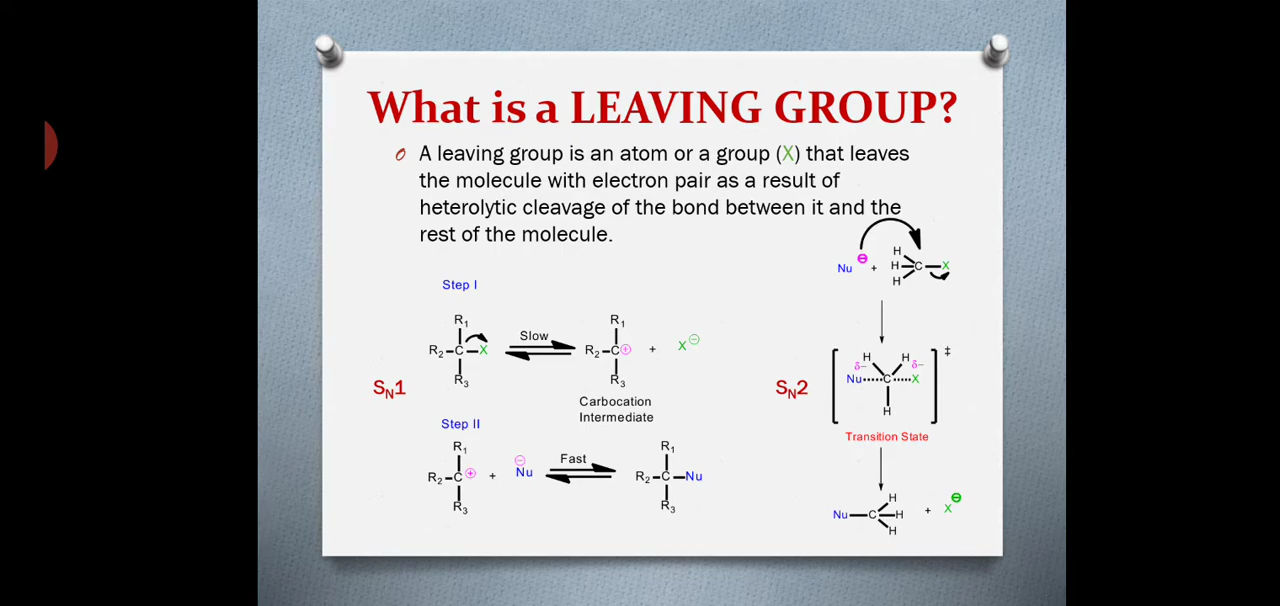 What is a LEAVING GROUP?
A leaving group is an atom or a group (X) that leaves
the molecule with electron pair as a result of
heterolytic cleavage of the bond between it and the
rest of the molecule.
Step I
R1
R2 C X
R3
Slow
R1
R2 C ⊕ + X ⊖
R3
Carbocation
Intermediate
SN1
Step II
R1
R2 C ⊕ + Nu ⊖
R3
Fast
R1
R2 C Nu
R3
Nu ⊖ + H H H C X
SN2
H H
δ− δ−
Nu C X
H
‡
Transition State
Nu C H H H + X ⊖